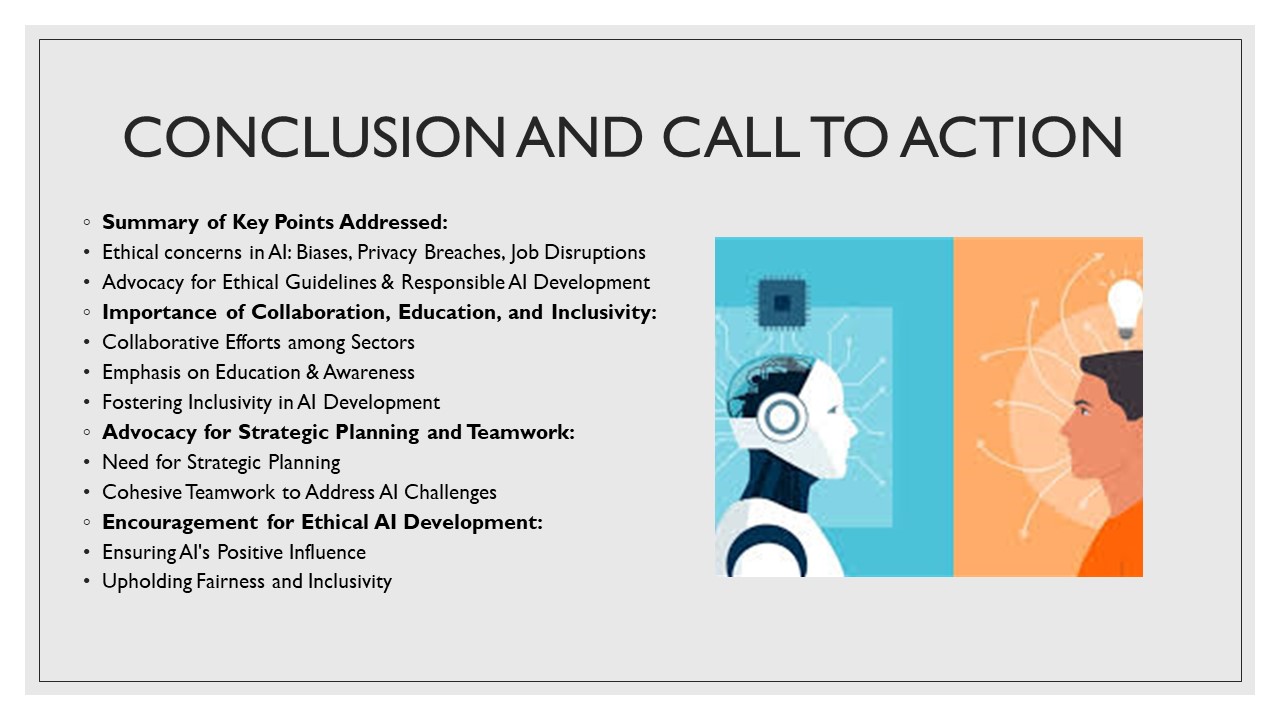 CONCLUSION AND CALL TO ACTION
◦ Summary of Key Points Addressed:
• Ethical concerns in AI: Biases, Privacy Breaches, Job Disruptions
• Advocacy for Ethical Guidelines & Responsible AI Development
◦ Importance of Collaboration, Education, and Inclusivity:
• Collaborative Efforts among Sectors
• Emphasis on Education & Awareness
• Fostering Inclusivity in AI Development
◦ Advocacy for Strategic Planning and Teamwork:
• Need for Strategic Planning
• Cohesive Teamwork to Address AI Challenges
◦ Encouragement for Ethical AI Development:
• Ensuring AI's Positive Influence
• Upholding Fairness and Inclusivity